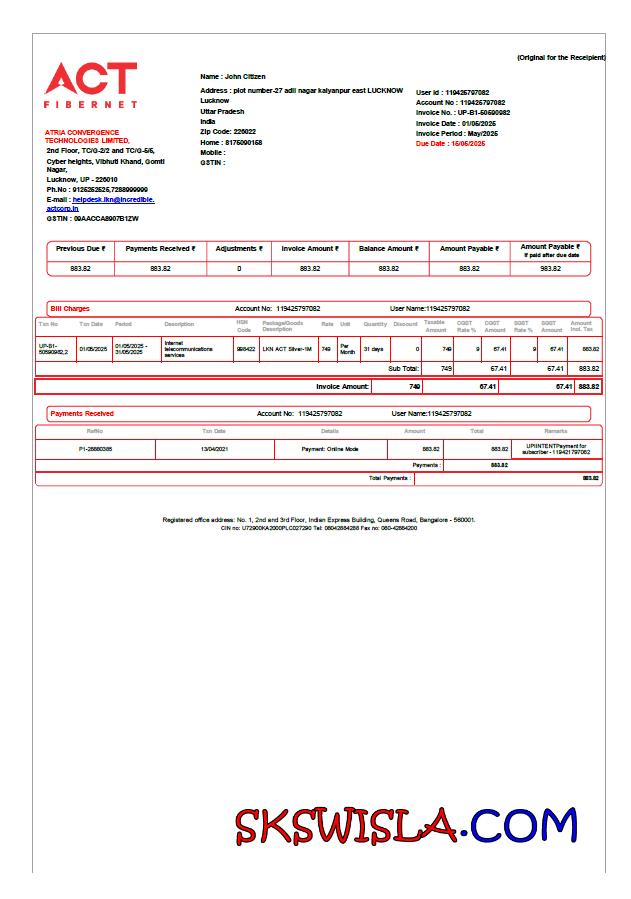 (Original for the Receipient)
ACT
FIBERNET
ATRIA CONVERGENCE
TECHNOLOGIES LIMITED,
2nd Floor, TC/G-2/2 and TC/G-5/5,
Cyber heights, Vibhuti Khand, Gomti
Nagar,
Lucknow, UP - 226010
Ph.No : 9125252525,7288999999
E-mail : helpdesk.lkn@incredible.
actcorp.in
GSTIN : 09AACCA8907B1ZW
Name : John Citizen
Address : plot number-27 adil nagar kalyanpur east LUCKNOW
Lucknow
Uttar Pradesh
India
Zip Code: 226022
Home : 8175090158
Mobile :
GSTIN :
User Id : 119425797082
Account No : 119425797082
Invoice No. : UP-B1-50590982
Invoice Date : 01/05/2025
Invoice Period : May/2025
Due Date : 15/05/2025
Previous Due ₹ Payments Received ₹ Adjustments ₹ Invoice Amount ₹ Balance Amount ₹ Amount Payable ₹ Amount Payable ₹
If paid after due date
883.82 883.82 0 883.82 883.82 883.82 983.82
Bill Charges Account No: 119425797082 User Name:119425797082
Txn No Txn Date Period Description HSN Code Package/Goods Description Rate Unit Quantity Discount Taxable Amount CGST Rate % CGST Amount SGST Rate % SGST Amount Amount Incl. Tax
UP-B1-50590982,2 01/05/2025 01/05/2025 - 31/05/2025 Internet telecommunications services 998422 LKN ACT Silver-1M 749 Per Month 31 days 0 749 9 67.41 9 67.41 883.82
Sub Total: 749 67.41 67.41 883.82
Invoice Amount: 749 67.41 67.41 883.82
Payments Received Account No: 119425797082 User Name:119425797082
RefNo Txn Date Details Amount Total Remarks
P1-28860385 13/04/2021 Payment: Online Mode 883.82 883.82 UPIINTENTPayment for subscriber - 119421797082
Payments : 883.82
Total Payments : 883.82
Registered office address: No. 1, 2nd and 3rd Floor, Indian Express Building, Queens Road, Bangalore - 560001.
CIN no: U72900KA2000PLC027290 Tel: 08042884288 Fax no: 080-42884200
SKSWISLA.COM